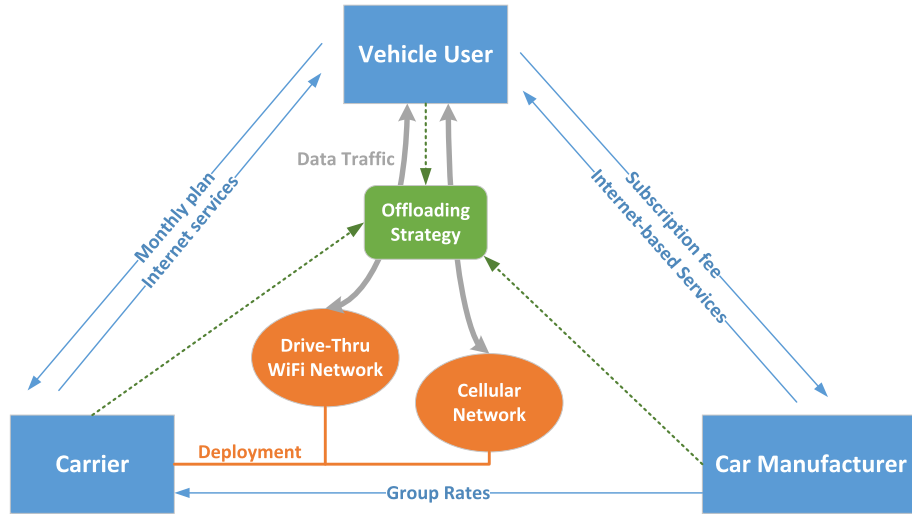 Vehicle User
Data Traffic
Offloading
Strategy
Monthly plan
Internet services
Subscription fee
Internet-based Services
Drive-Thru
WiFi Network
Cellular
Network
Deployment
Carrier
Car Manufacturer
Group Rates